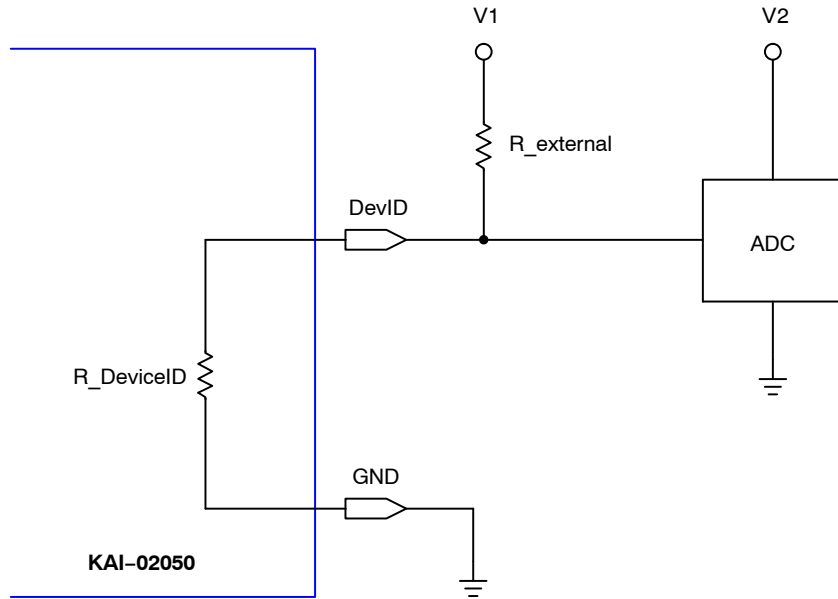 V1
V2
R_external
DevID
ADC
R_DeviceID
GND
KAI−02050